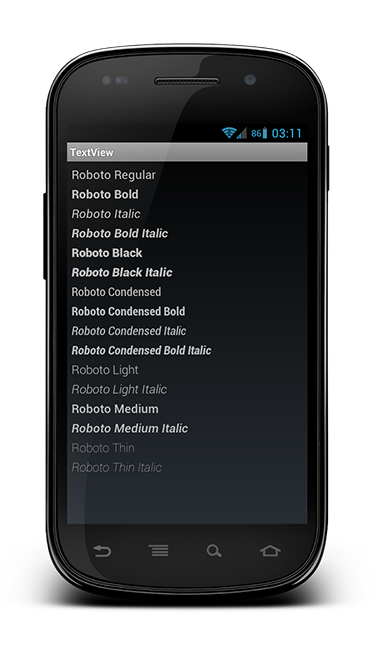 86 03:11
TextView
Roboto Regular
Roboto Bold
Roboto Italic
Roboto Bold Italic
Roboto Black
Roboto Black Italic
Roboto Condensed
Roboto Condensed Bold
Roboto Condensed Italic
Roboto Condensed Bold Italic
Roboto Light
Roboto Light Italic
Roboto Medium
Roboto Medium Italic
Roboto Thin
Roboto Thin Italic